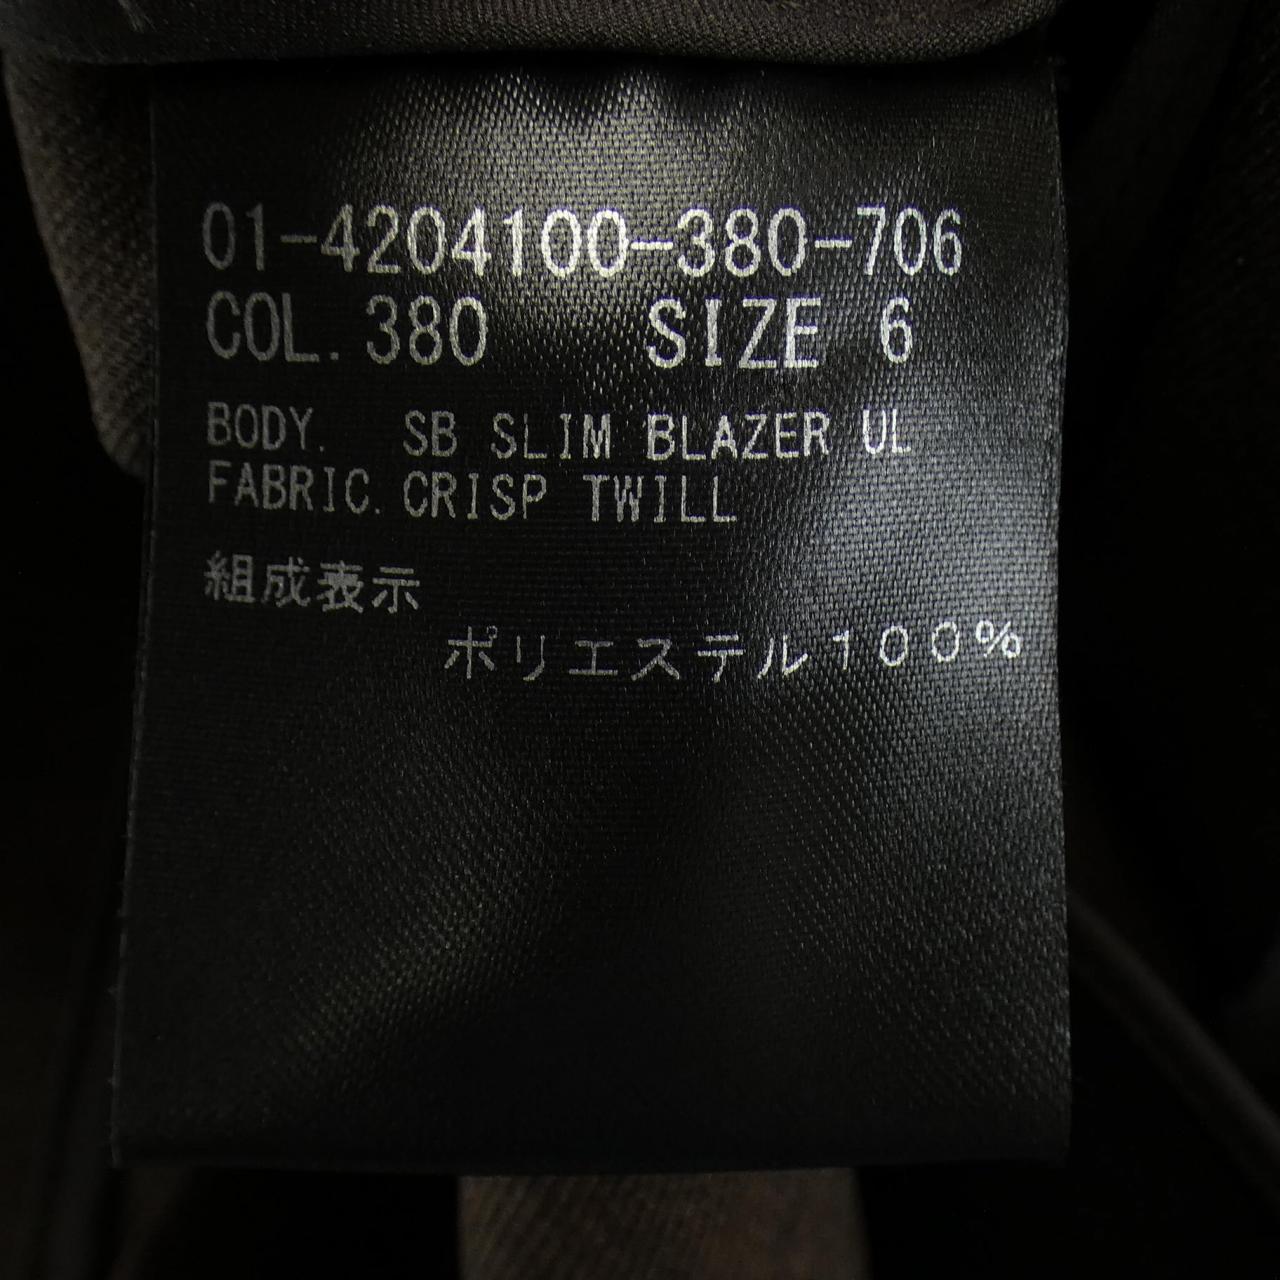 01-4204100-380-706
COL. 380 SIZE 6
BODY. SB SLIM BLAZER UL
FABRIC. CRISP TWILL
組成表示
ポリエステル１００％